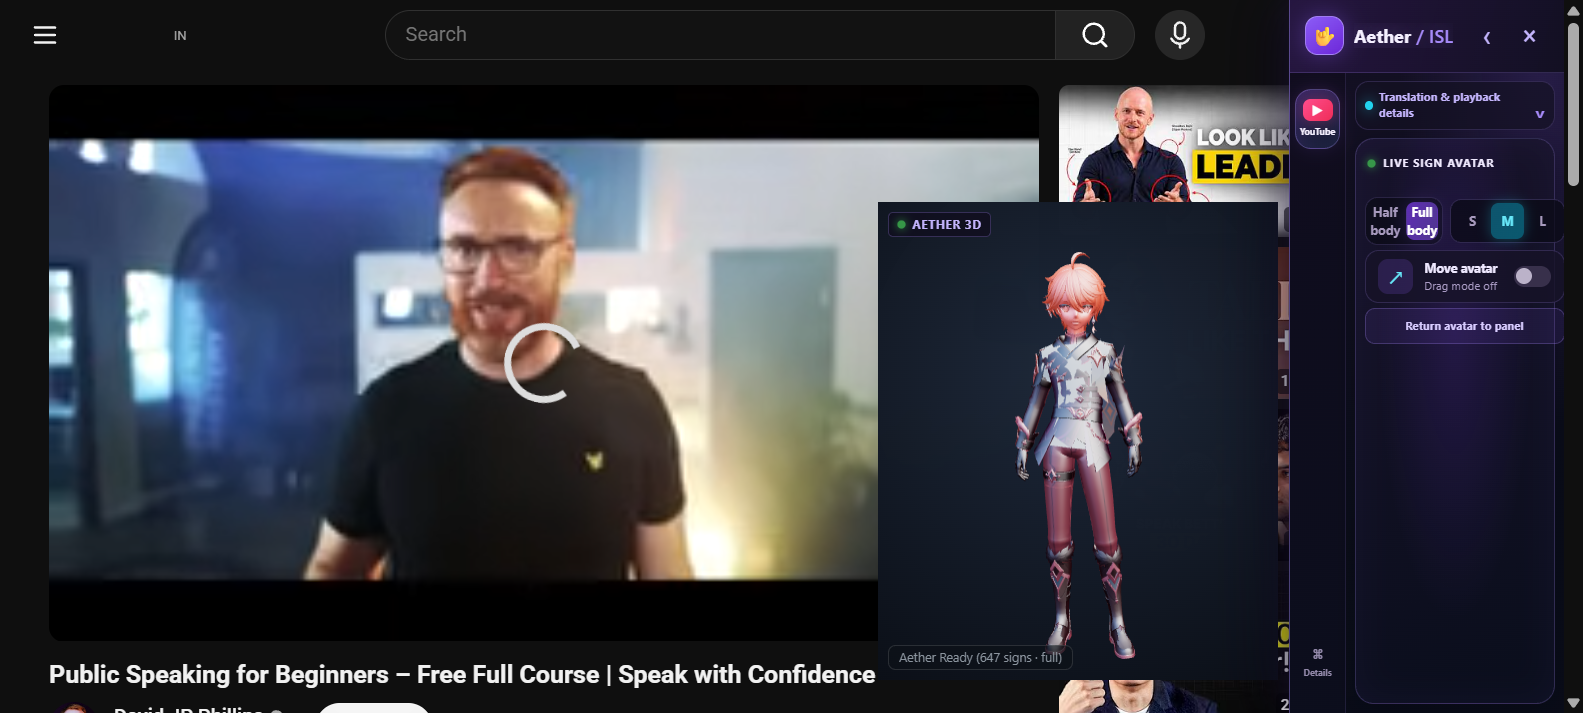 IN
Search
Aether / ISL
YouTube
Translation & playback
details
LIVE SIGN AVATAR
Half
body
Full
body
S
M
L
Move avatar
Drag mode off
Return avatar to panel
Details
LOOK LIK
LEAD
AETHER 3D
Aether Ready (647 signs · full)
Public Speaking for Beginners – Free Full Course | Speak with Confidence